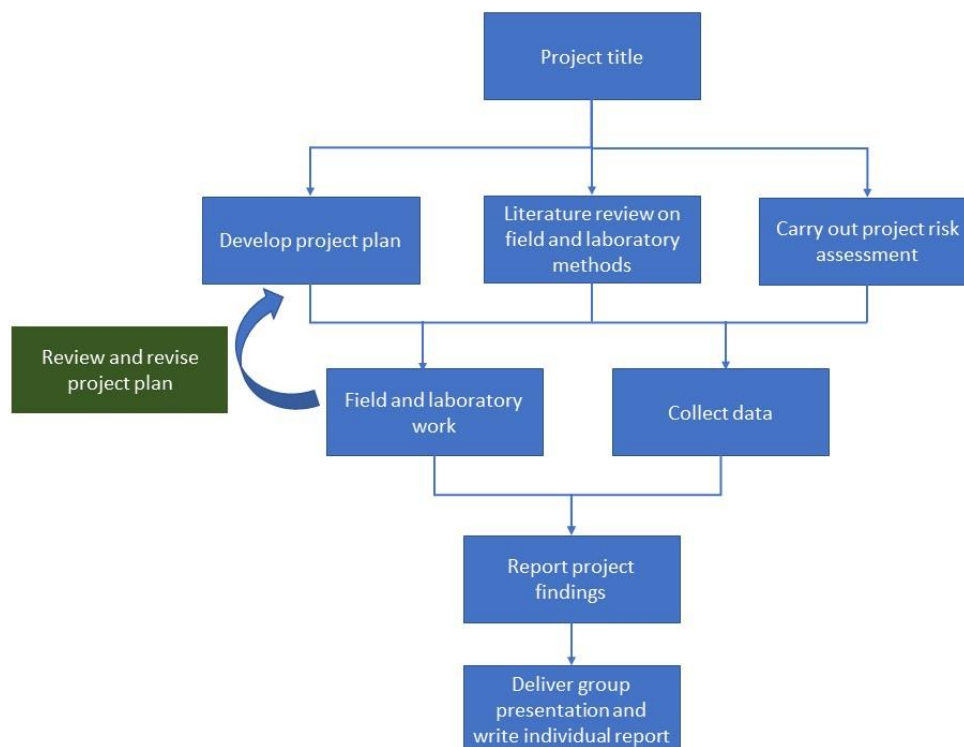 Project title
Develop project plan
Literature review on
field and laboratory
methods
Carry out project risk
assessment
Review and revise
project plan
Field and laboratory
work
Collect data
Report project
findings
Deliver group
presentation and
write individual report